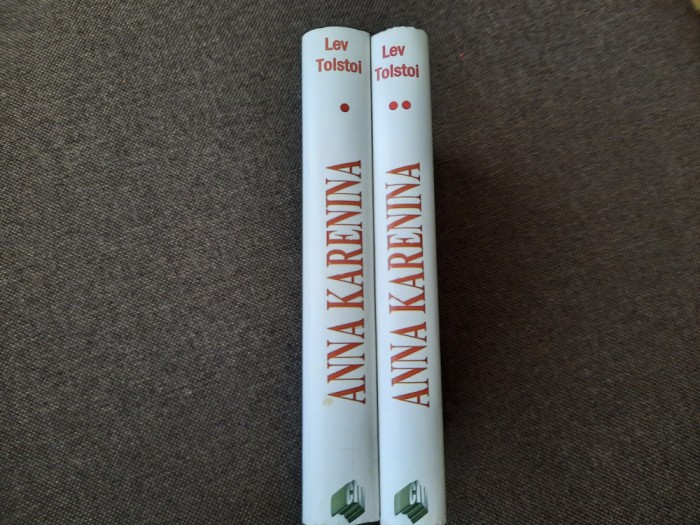 Lev
Tolstoi
ANNA KARENINA
Lev
Tolstoi
ANNA KARENINA